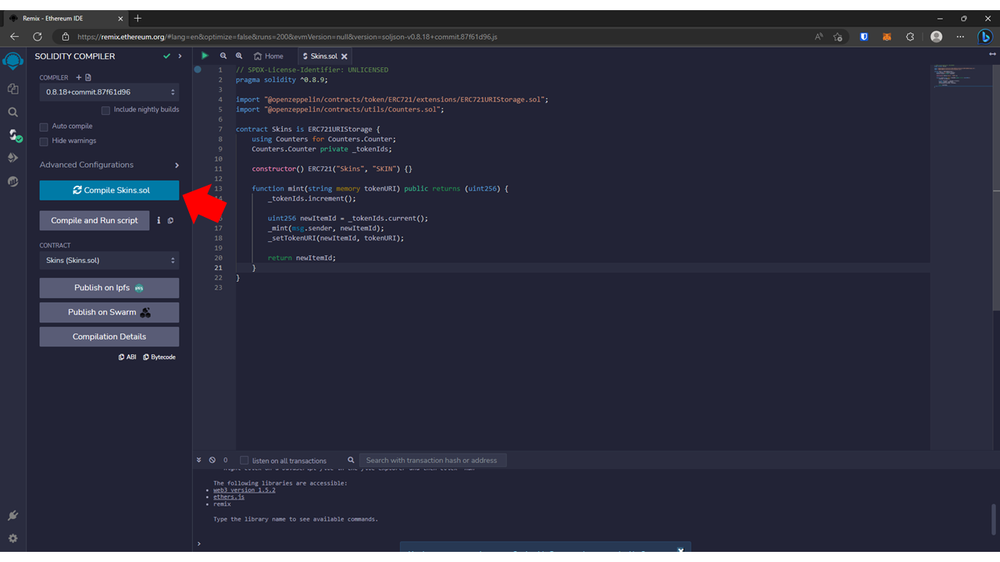 Remix - Ethereum IDE
https://remix.ethereum.org/#lang=en&optimize=false&runs=200&evmVersion=null&version=soljson-v0.8.18+commit.87f61d96.js
SOLIDITY COMPILER
COMPILER
0.8.18+commit.87f61d96
Include nightly builds
Auto compile
Hide warnings
Advanced Configurations
Compile Skins.sol
Compile and Run script
CONTRACT
Skins (Skins.sol)
Publish on Ipfs
Publish on Swarm
Compilation Details
ABI Bytecode
Home Skins.sol
1 // SPDX-License-Identifier: UNLICENSED
2 pragma solidity ^0.8.9;
3
4 import "@openzeppelin/contracts/token/ERC721/extensions/ERC721URIStorage.sol";
5 import "@openzeppelin/contracts/utils/Counters.sol";
6
7 contract Skins is ERC721URIStorage {
8 using Counters for Counters.Counter;
9 Counters.Counter private _tokenIds;
10
11 constructor() ERC721("Skins", "SKIN") {}
12
13 function mint(string memory tokenURI) public returns (uint256) {
14 _tokenIds.increment();
uint256 newItemId = _tokenIds.current();
17 _mint(msg.sender, newItemId);
18 _setTokenURI(newItemId, tokenURI);
19
20 return newItemId;
21 }
22 }
23
0 listen on all transactions Search with transaction hash or address
The following libraries are accessible:
• web3 version 1.5.2
• ethers.js
• remix
Type the library name to see available commands.
>